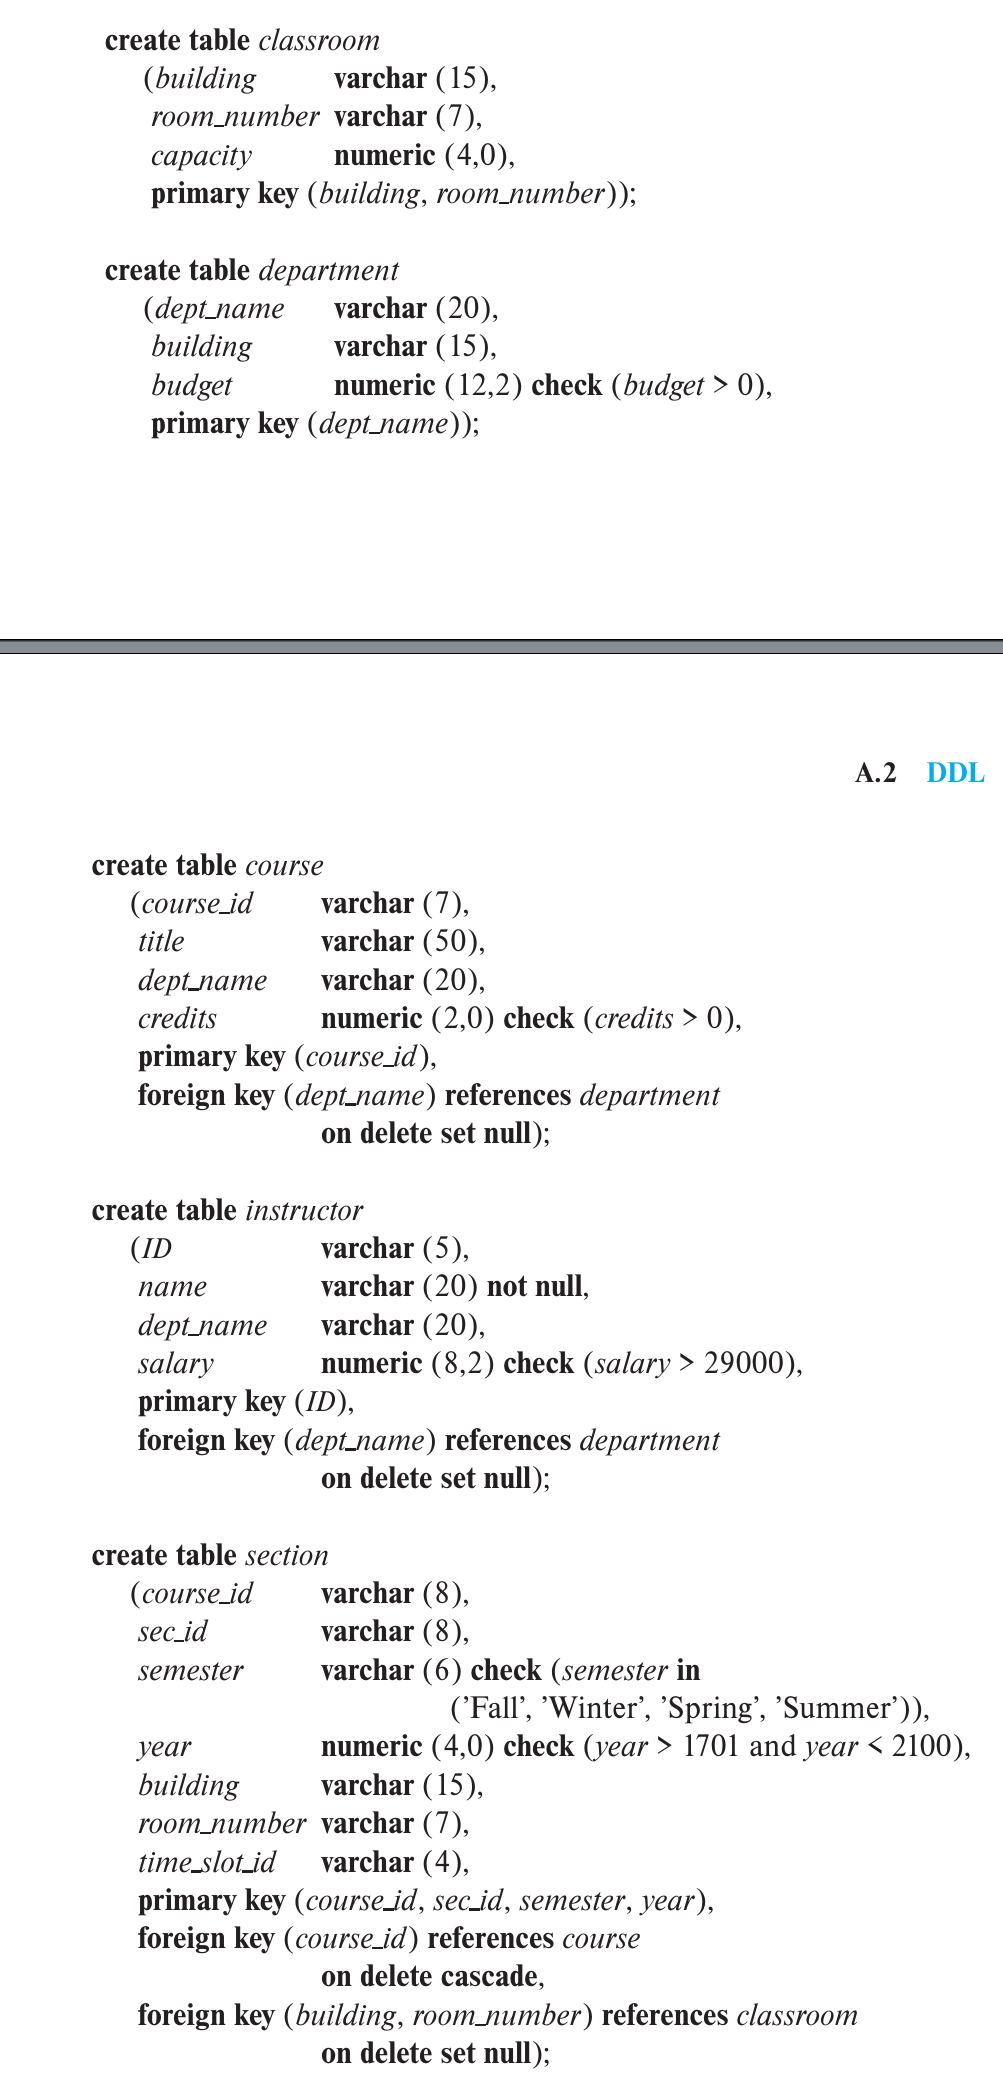 create table classroom
(building varchar (15),
room_number varchar (7),
capacity numeric (4,0),
primary key (building, room_number));
create table department
(dept_name varchar (20),
building varchar (15),
budget numeric (12,2) check (budget > 0),
primary key (dept_name));
A.2 DDL
create table course
(course_id varchar (7),
title varchar (50),
dept_name varchar (20),
credits numeric (2,0) check (credits > 0),
primary key (course_id),
foreign key (dept_name) references department
on delete set null);
create table instructor
(ID varchar (5),
name varchar (20) not null,
dept_name varchar (20),
salary numeric (8,2) check (salary > 29000),
primary key (ID),
foreign key (dept_name) references department
on delete set null);
create table section
(course_id varchar (8),
sec_id varchar (8),
semester varchar (6) check (semester in
(’Fall’, ’Winter’, ’Spring’, ’Summer’)),
year numeric (4,0) check (year > 1701 and year < 2100),
building varchar (15),
room_number varchar (7),
time_slot_id varchar (4),
primary key (course_id, sec_id, semester, year),
foreign key (course_id) references course
on delete cascade,
foreign key (building, room_number) references classroom
on delete set null);